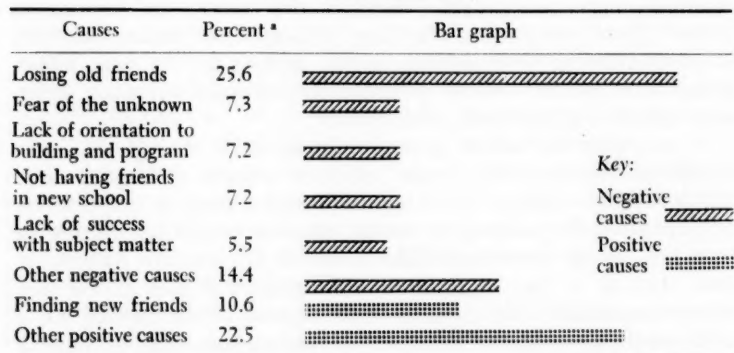 Causes Percent ª Bar graph
Losing old friends 25.6
Fear of the unknown 7.3
Lack of orientation to
building and program 7.2
Not having friends
in new school 7.2
Lack of success
with subject matter 5.5
Other negative causes 14.4
Finding new friends 10.6
Other positive causes 22.5
Key:
Negative
causes
Positive
causes